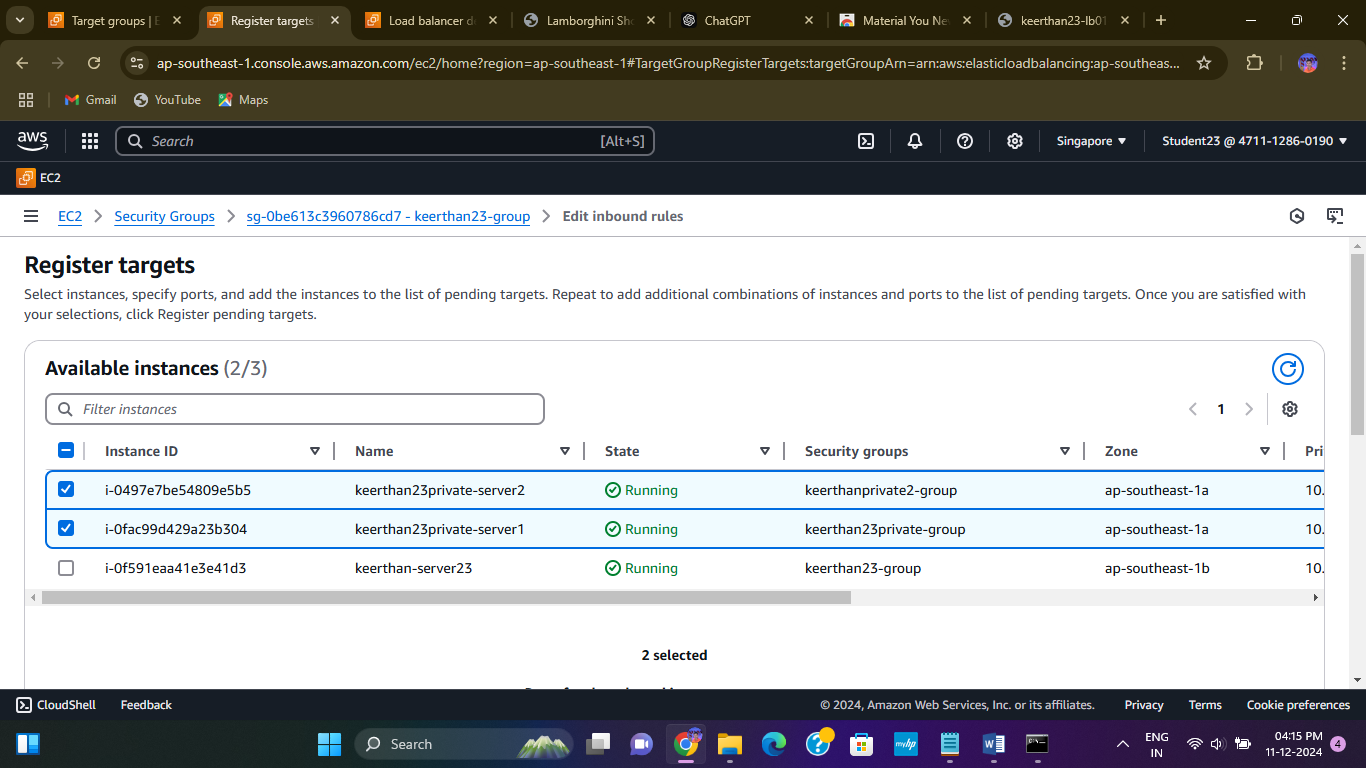 Target groups | E
Register targets
Load balancer d
Lamborghini Sho
ChatGPT
Material You Ne
keerthan23-lb01
ap-southeast-1.console.aws.amazon.com/ec2/home?region=ap-southeast-1#TargetGroupRegisterTargets:targetGroupArn=arn:aws:elasticloadbalancing:ap-southeas...
Gmail
YouTube
Maps
aws
Search
[Alt+S]
Singapore
Student23 @ 4711-1286-0190
EC2
EC2
Security Groups
sg-0be613c3960786cd7 - keerthan23-group
Edit inbound rules
Register targets
Select instances, specify ports, and add the instances to the list of pending targets. Repeat to add additional combinations of instances and ports to the list of pending targets. Once you are satisfied with
your selections, click Register pending targets.
Available instances (2/3)
Filter instances
1
Instance ID Name State Security groups Zone Pri
i-0497e7be54809e5b5 keerthan23private-server2 Running keerthanprivate2-group ap-southeast-1a 10.
i-0fac99d429a23b304 keerthan23private-server1 Running keerthan23private-group ap-southeast-1a 10.
i-0f591eaa41e3e41d3 keerthan-server23 Running keerthan23-group ap-southeast-1b 10.
2 selected
CloudShell
Feedback
© 2024, Amazon Web Services, Inc. or its affiliates.
Privacy
Terms
Cookie preferences
Search
myhp
ENG
IN
04:15 PM
11-12-2024
4